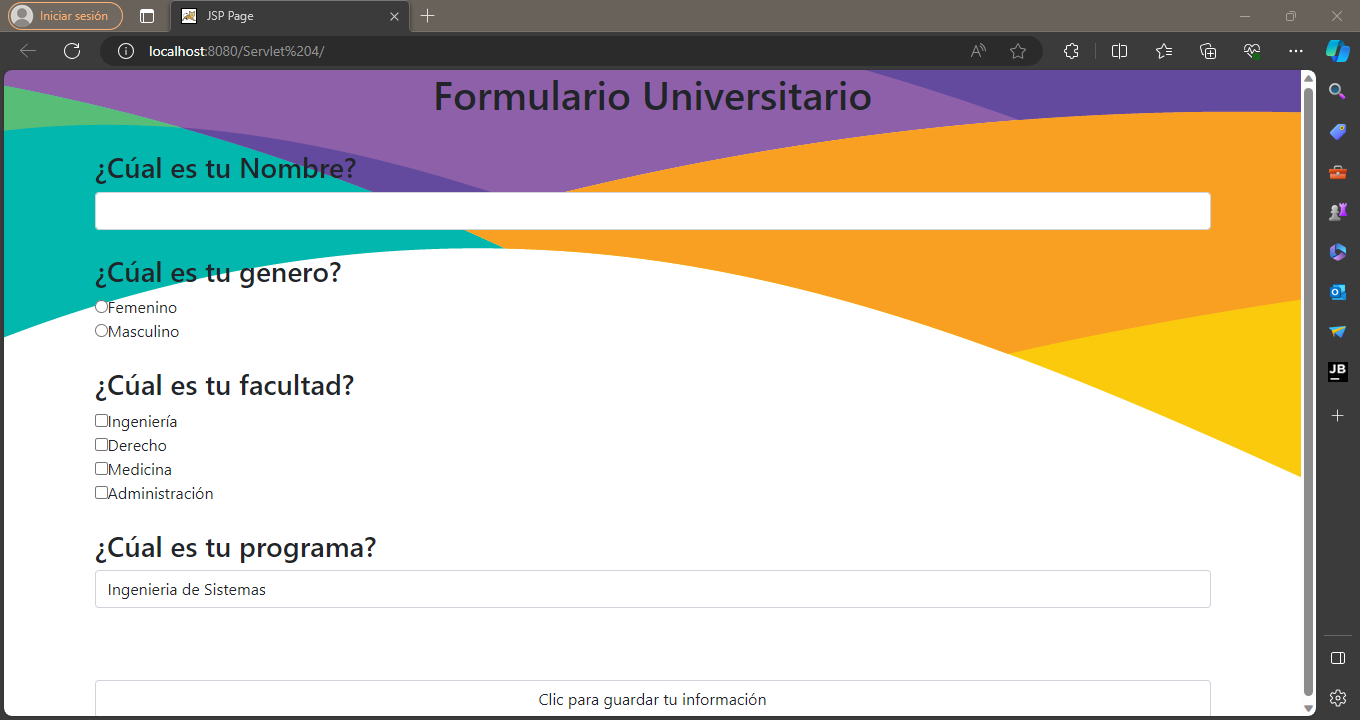 Iniciar sesión
JSP Page
localhost:8080/Servlet%204/
Formulario Universitario
¿Cúal es tu Nombre?
¿Cúal es tu genero?
Femenino
Masculino
¿Cúal es tu facultad?
Ingeniería
Derecho
Medicina
Administración
¿Cúal es tu programa?
Ingenieria de Sistemas
Clic para guardar tu información
JB